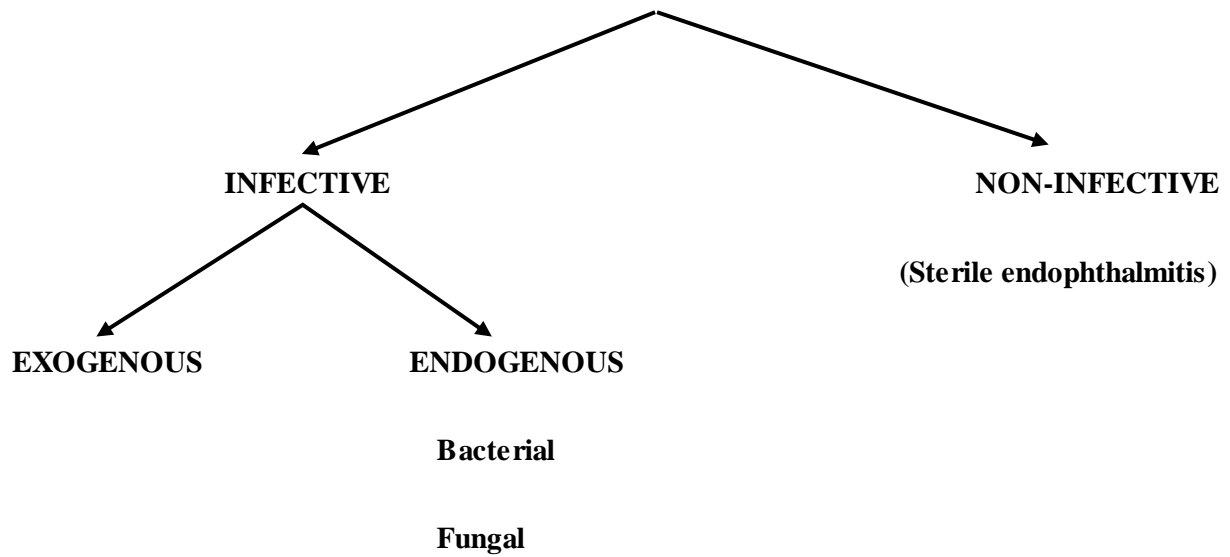 INFECTIVE NON-INFECTIVE
(Sterile endophthalmitis)
EXOGENOUS ENDOGENOUS
Bacterial
Fungal